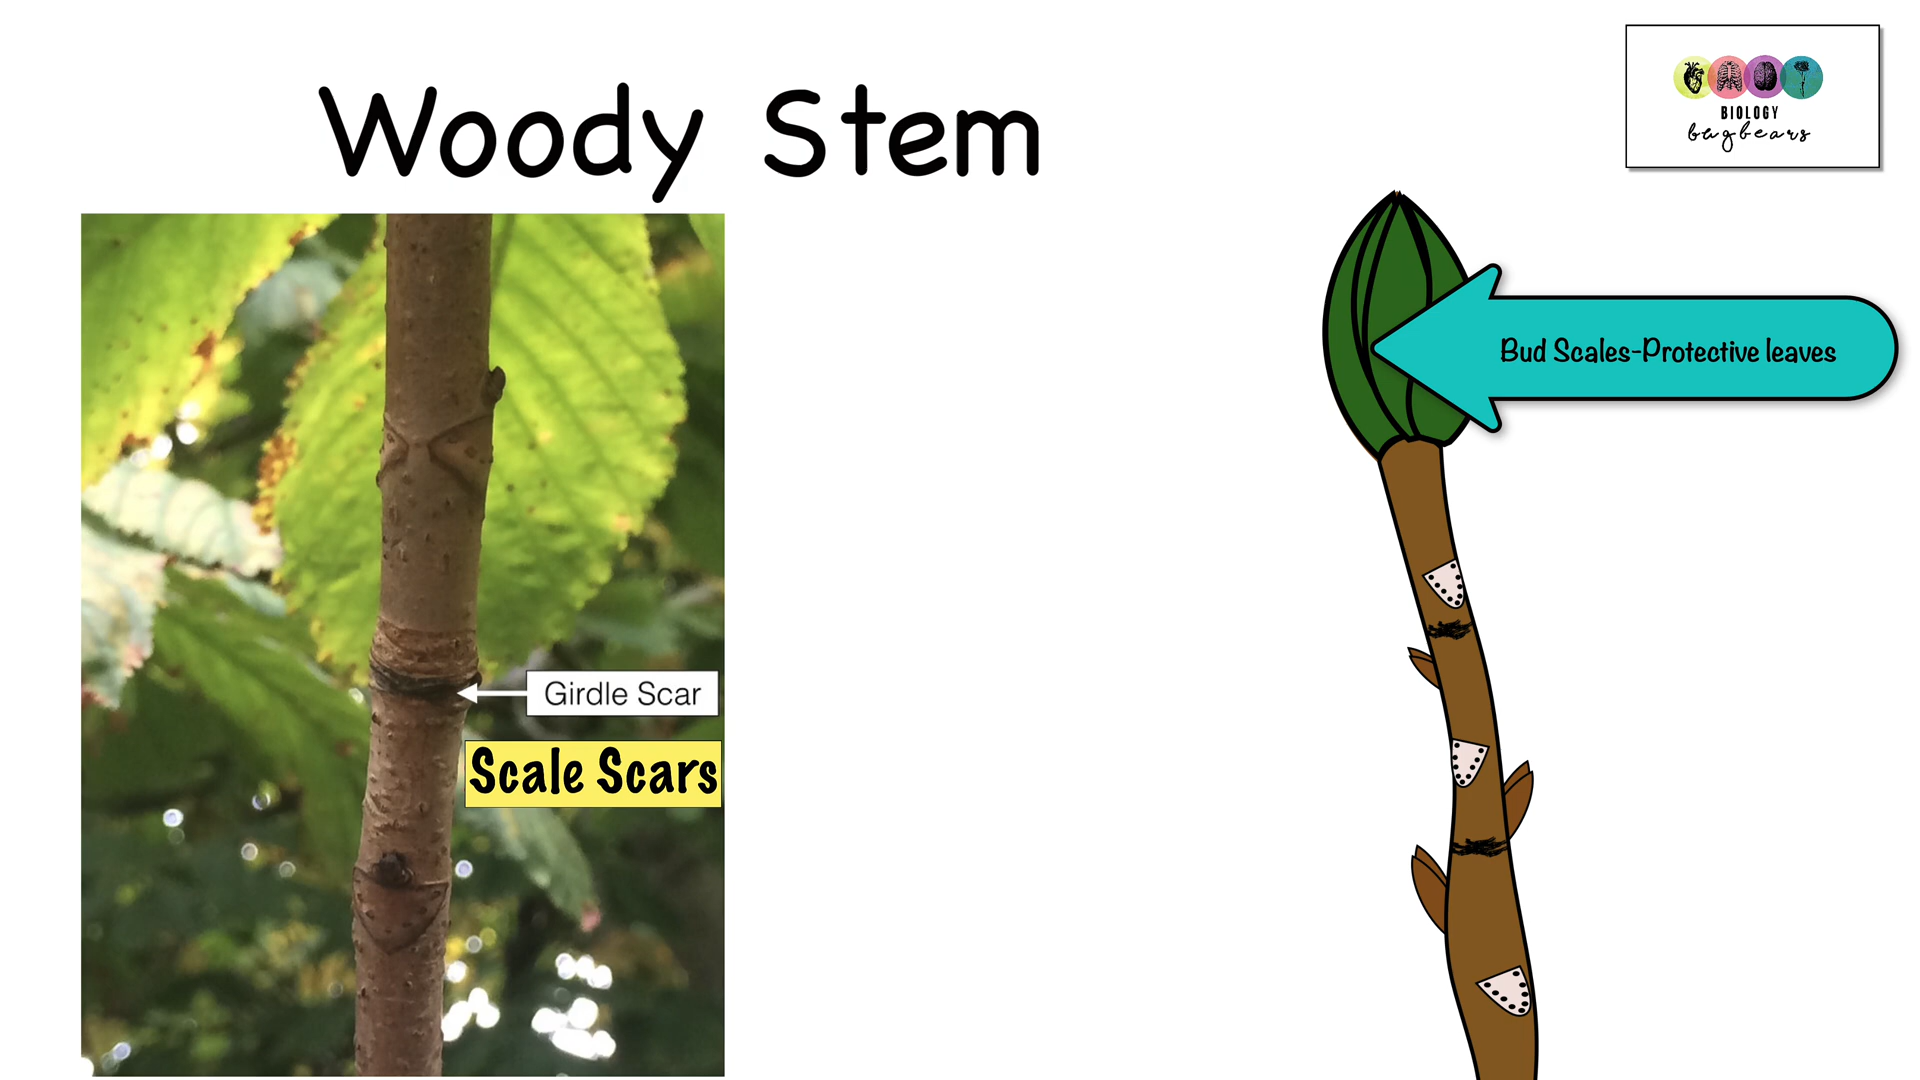 Woody Stem
BIOLOGY
bugbears
Bud Scales-Protective leaves
Girdle Scar
Scale Scars